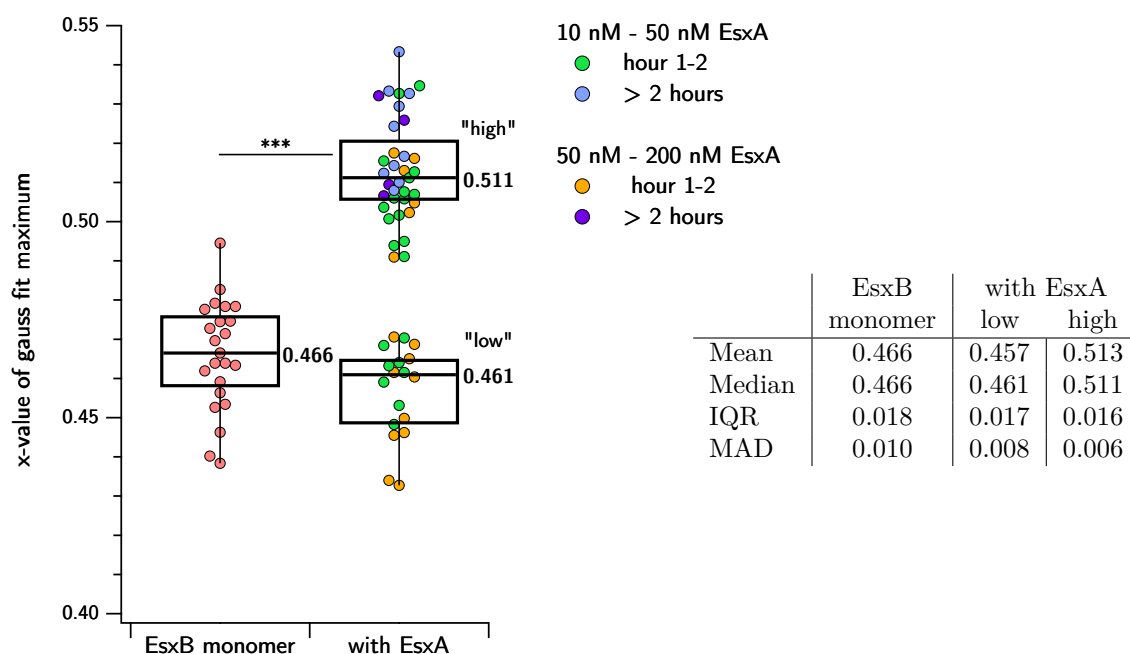 0.55
0.50
0.45
0.40
x-value of gauss fit maximum
EsxB monomer
with EsxA
***
"high"
0.511
0.466
"low"
0.461
10 nM - 50 nM EsxA
hour 1-2
> 2 hours
50 nM - 200 nM EsxA
hour 1-2
> 2 hours
EsxB with EsxA
monomer low high
Mean 0.466 0.457 0.513
Median 0.466 0.461 0.511
IQR 0.018 0.017 0.016
MAD 0.010 0.008 0.006